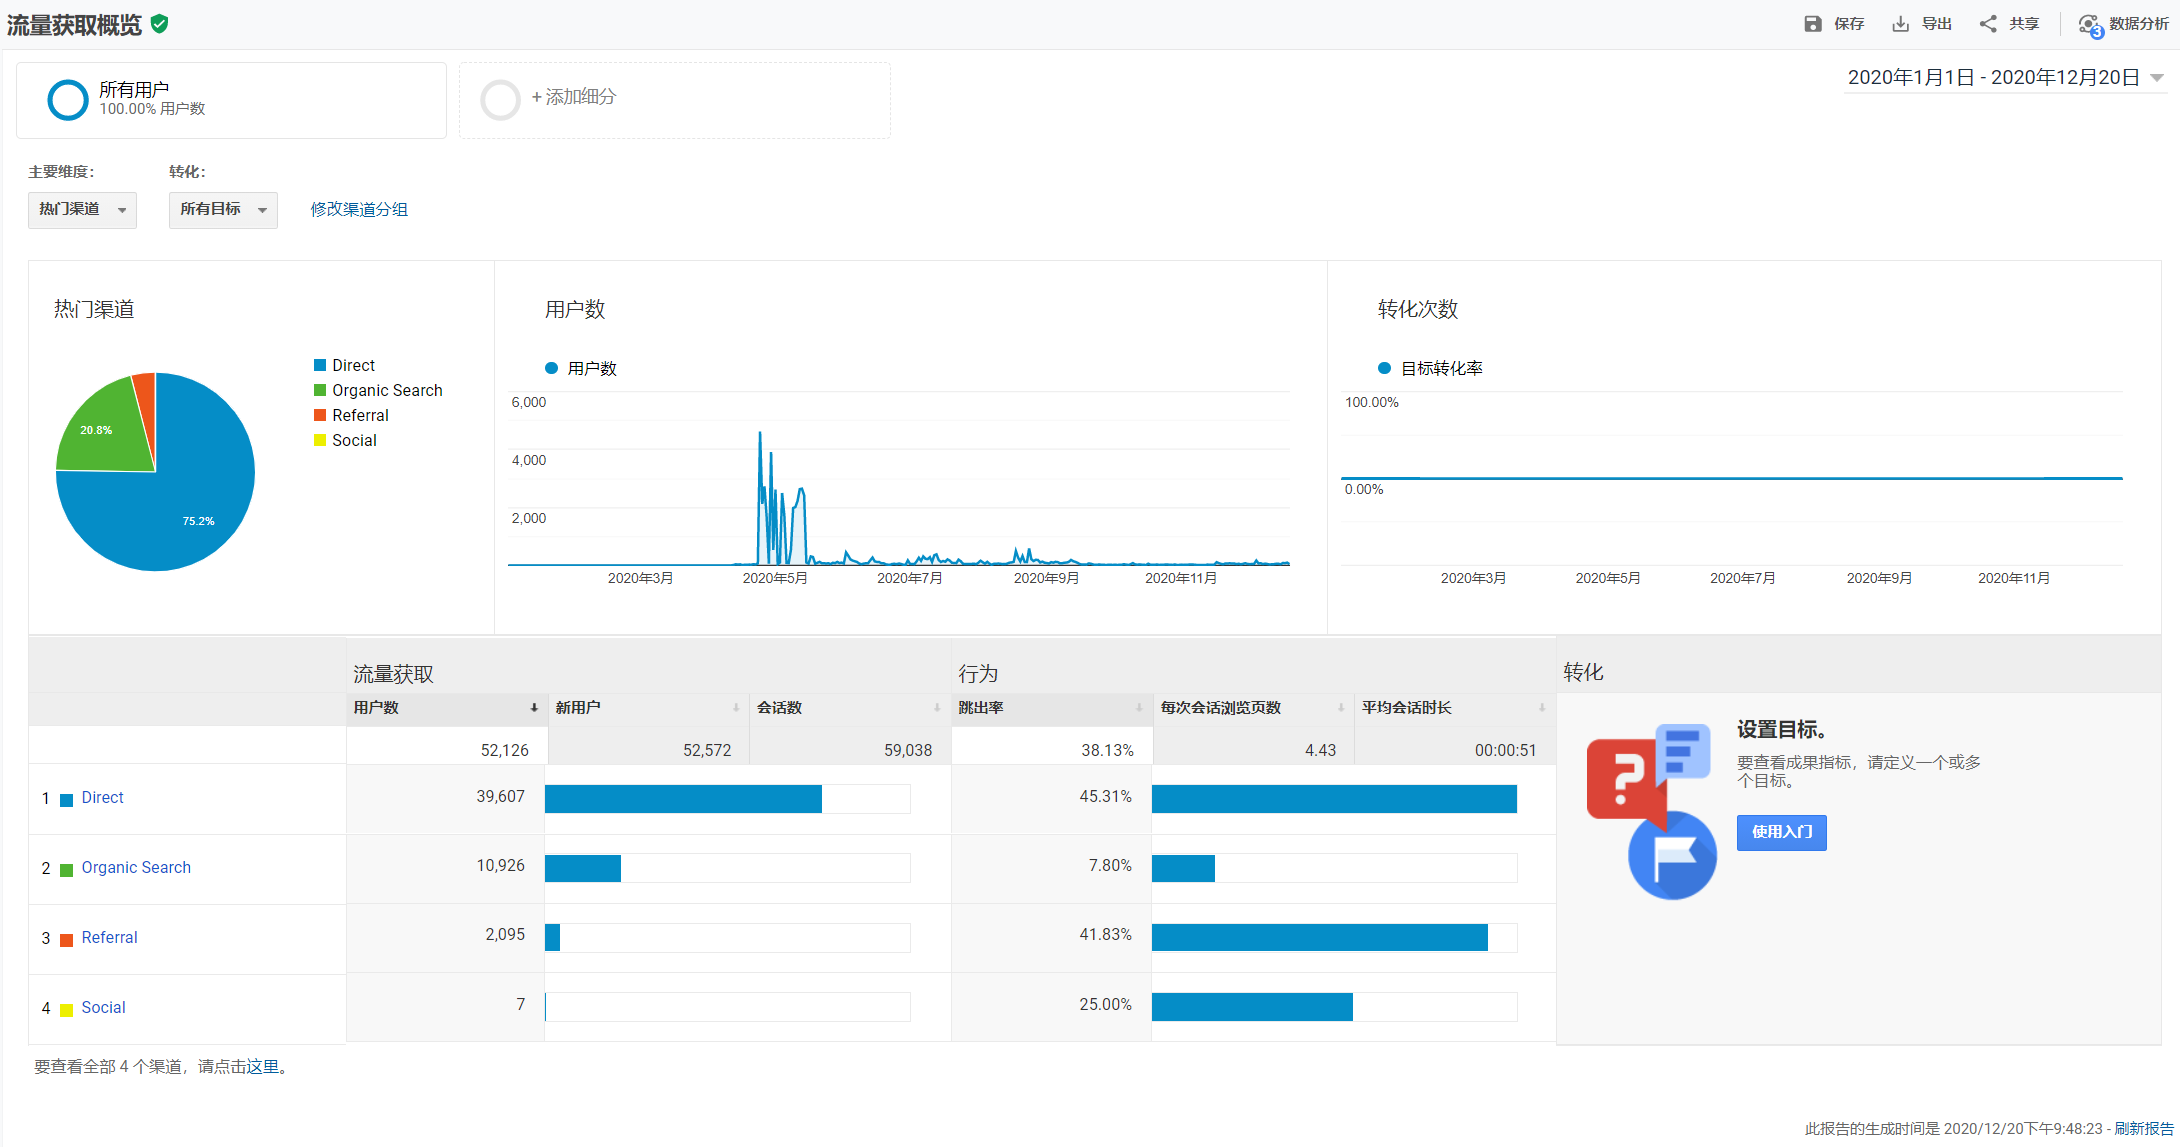 流量获取概览
保存
导出
共享
3
数据分析
所有用户
100.00% 用户数
+ 添加细分
2020年1月1日 - 2020年12月20日
主要维度：
转化：
热门渠道
所有目标
修改渠道分组
热门渠道
Direct
Organic Search
Referral
Social
20.8%
75.2%
用户数
用户数
6,000
4,000
2,000
2020年3月
2020年5月
2020年7月
2020年9月
2020年11月
转化次数
目标转化率
100.00%
0.00%
2020年3月
2020年5月
2020年7月
2020年9月
2020年11月
流量获取
行为
转化
用户数
新用户
会话数
跳出率
每次会话浏览页数
平均会话时长
52,126
52,572
59,038
38.13%
4.43
00:00:51
1 Direct
39,607
45.31%
2 Organic Search
10,926
7.80%
3 Referral
2,095
41.83%
4 Social
7
25.00%
设置目标。
要查看成果指标，请定义一个或多
个目标。
使用入门
要查看全部 4 个渠道，请点击这里。
此报告的生成时间是 2020/12/20下午9:48:23 - 刷新报告